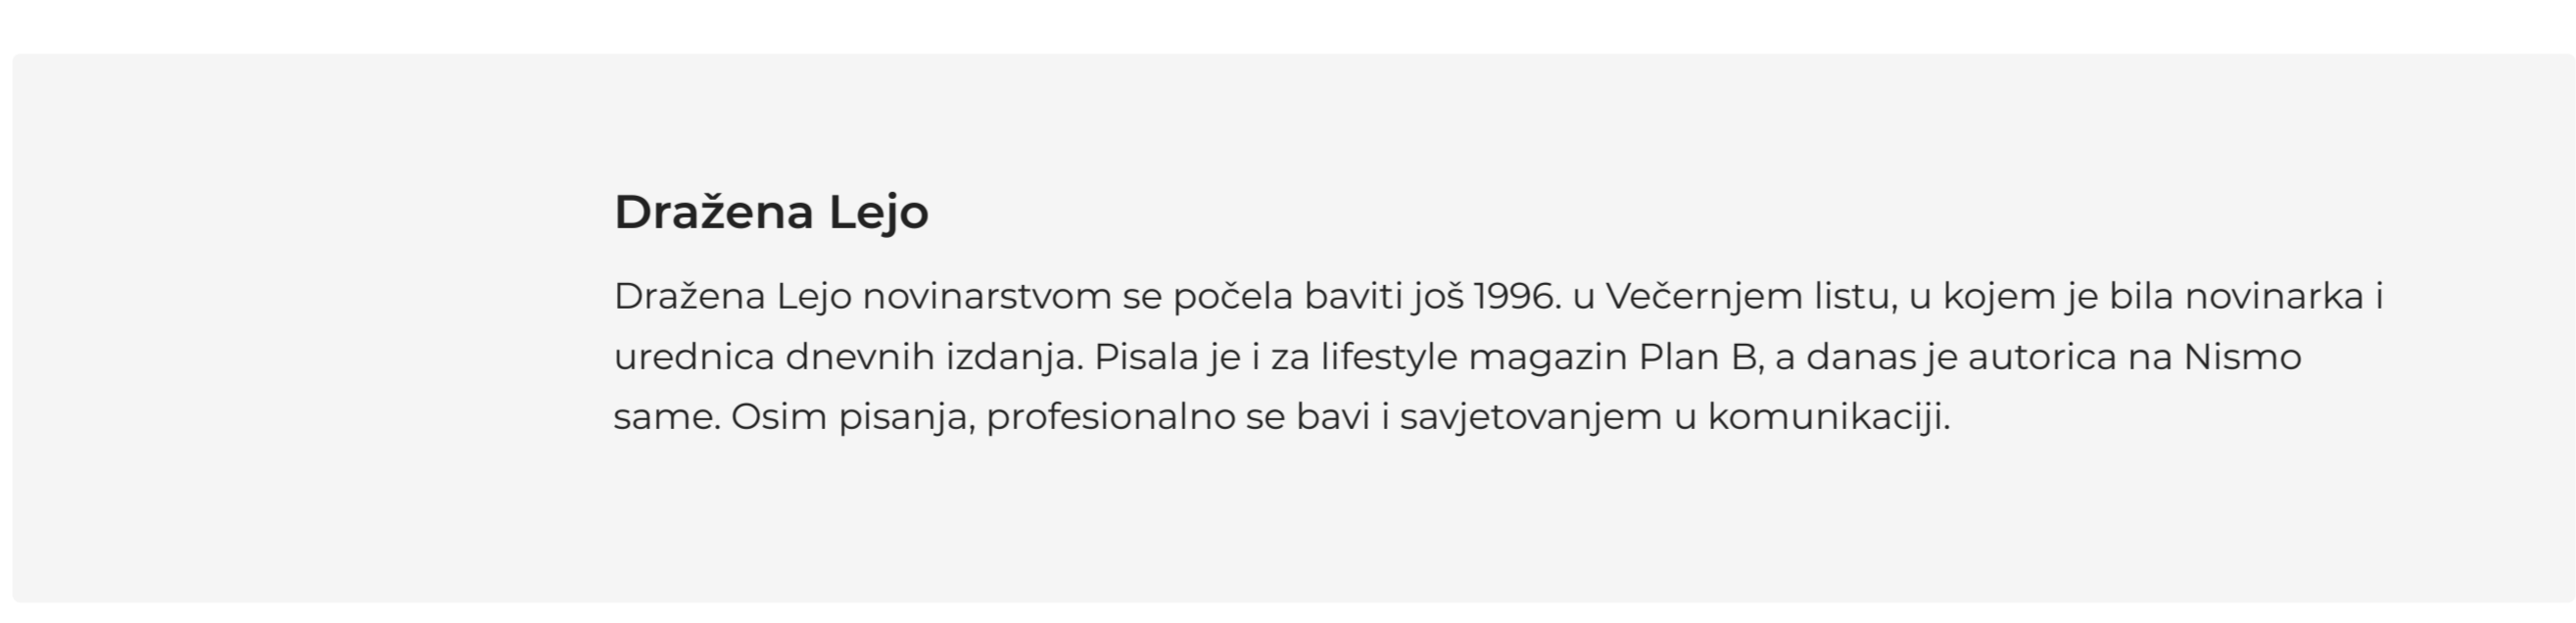 Dražena Lejo
Dražena Lejo novinarstvom se počela baviti još 1996. u Večernjem listu, u kojem je bila novinarka i
urednica dnevnih izdanja. Pisala je i za lifestyle magazin Plan B, a danas je autorica na Nismo
same. Osim pisanja, profesionalno se bavi i savjetovanjem u komunikaciji.